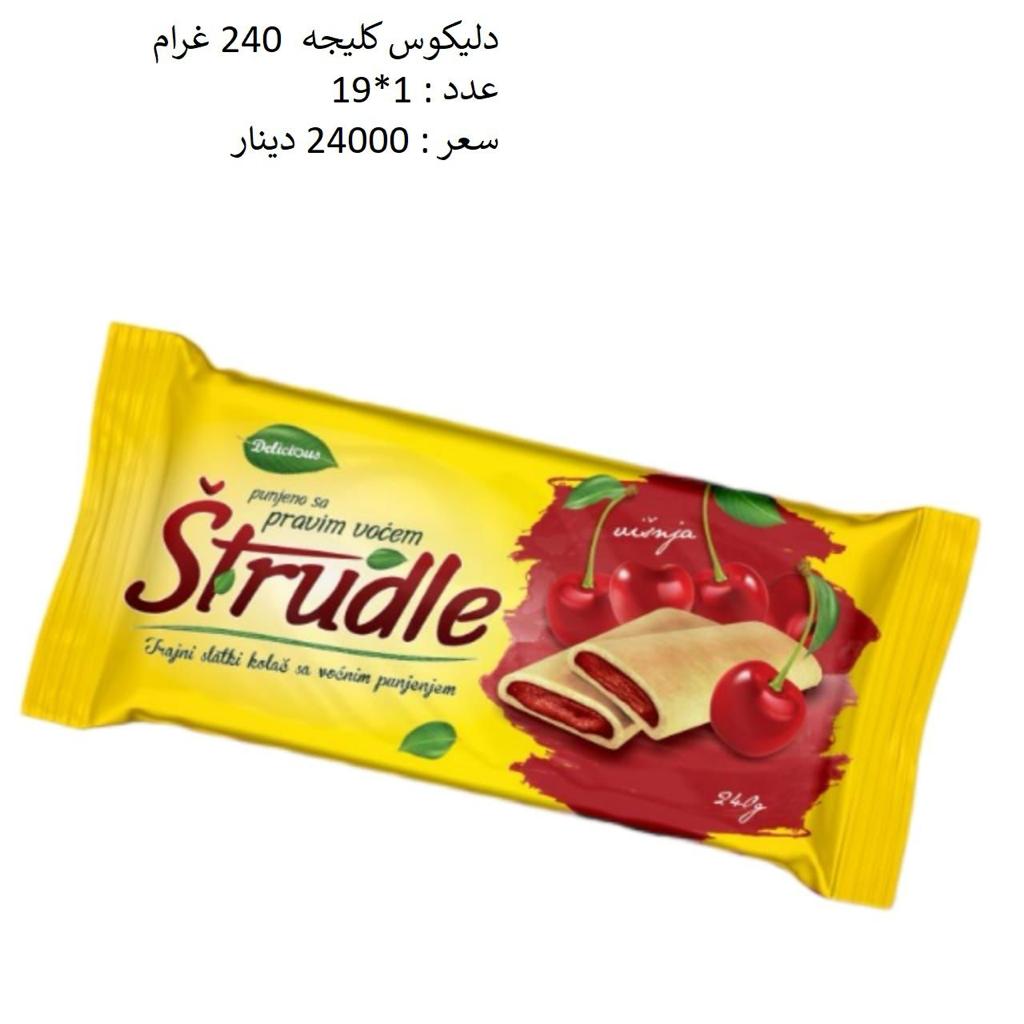 دليكوس كليجه  240 غرام
عدد : 1*19
سعر : 24000 دينار
Delicious
punjeno sa
pravim voćem
Štrudle
Trajni slatki kolač sa voćnim punjenjem
višnja
240g